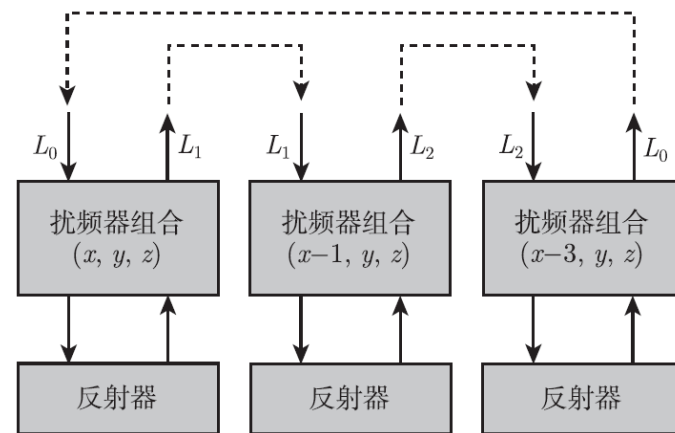 L₀ L₁ L₁ L₂ L₂ L₀
扰频器组合 扰频器组合 扰频器组合
(x, y, z) (x−1, y, z) (x−3, y, z)
反射器 反射器 反射器